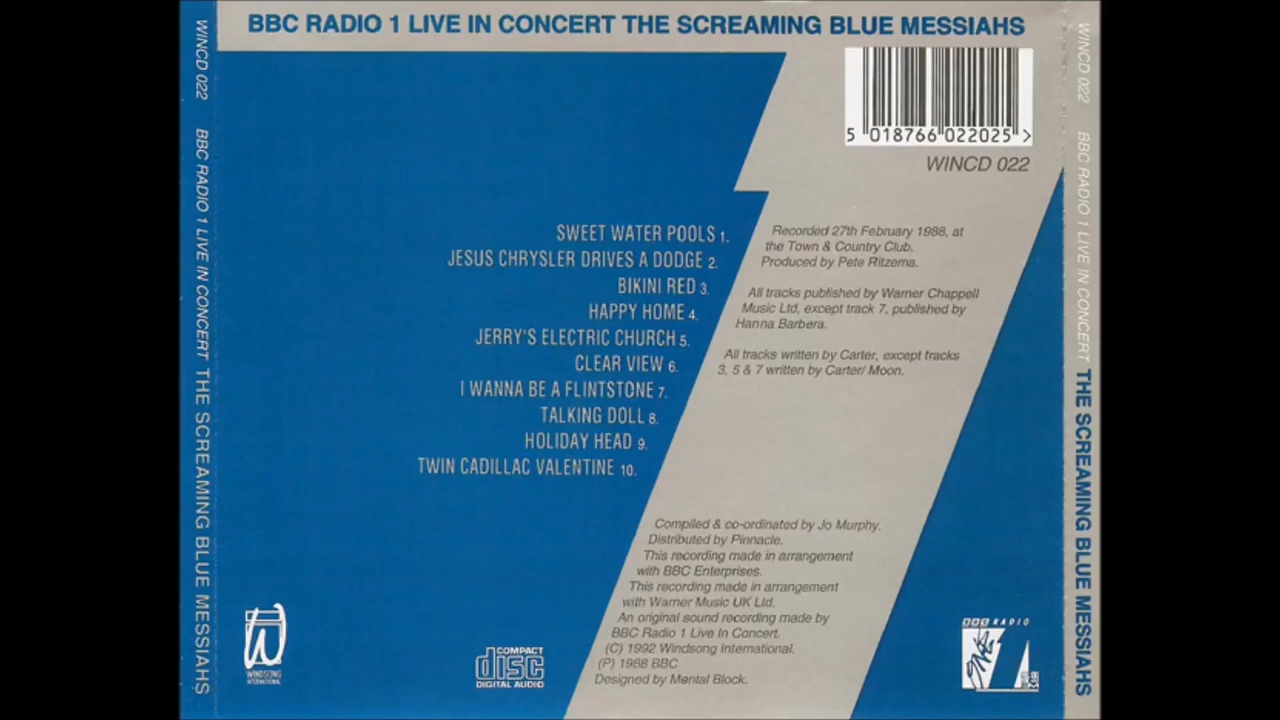 BBC RADIO 1 LIVE IN CONCERT THE SCREAMING BLUE MESSIAHS
WINCD 022 BBC RADIO 1 LIVE IN CONCERT THE SCREAMING BLUE MESSIAHS
5 018766 022025 >
WINCD 022
SWEET WATER POOLS 1.
JESUS CHRYSLER DRIVES A DODGE 2.
BIKINI RED 3.
HAPPY HOME 4.
JERRY'S ELECTRIC CHURCH 5.
CLEAR VIEW 6.
I WANNA BE A FLINTSTONE 7.
TALKING DOLL 8.
HOLIDAY HEAD 9.
TWIN CADILLAC VALENTINE 10.
Recorded 27th February 1988, at
the Town & Country Club.
Produced by Pete Ritzema.
All tracks published by Warner Chappell
Music Ltd, except track 7, published by
Hanna Barbera.
All tracks written by Carter, except tracks
3, 5 & 7 written by Carter/ Moon.
Compiled & co-ordinated by Jo Murphy.
Distributed by Pinnacle.
This recording made in arrangement
with BBC Enterprises.
This recording made in arrangement
with Warner Music UK Ltd.
An original sound recording made by
BBC Radio 1 Live In Concert.
(C) 1992 Windsong International.
(P) 1988 BBC
Designed by Mental Block.
WINDSONG
INTERNATIONAL
COMPACT
disc
DIGITAL AUDIO
BBC RADIO
LIVE
WINCD 022 BBC RADIO 1 LIVE IN CONCERT THE SCREAMING BLUE MESSIAHS